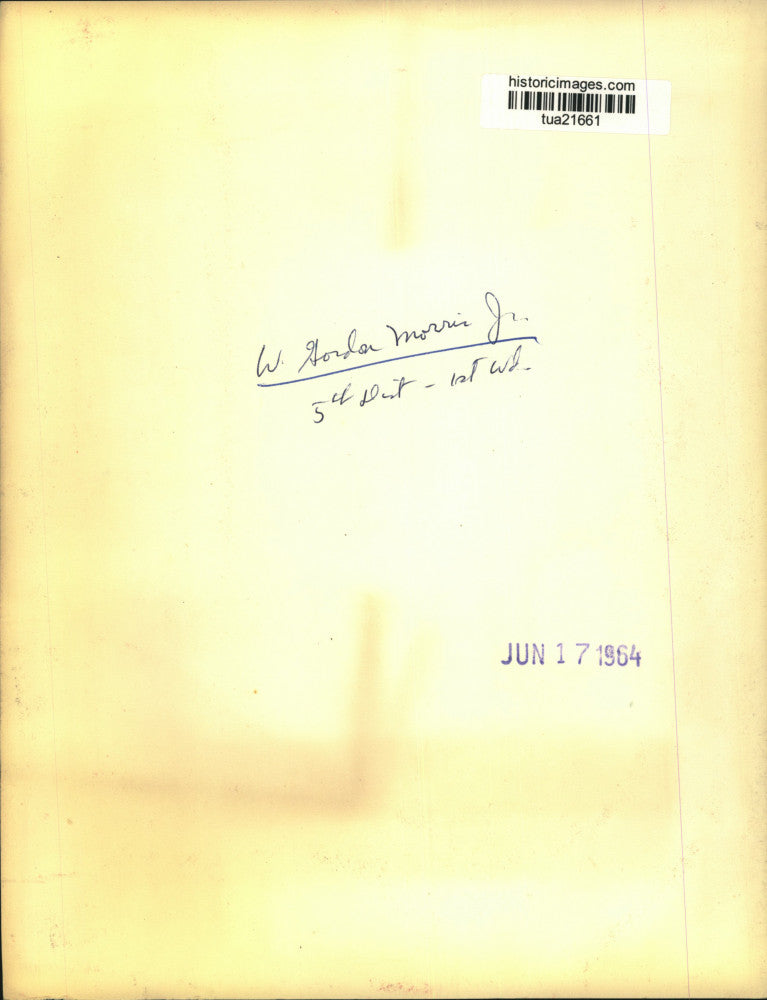 historicimages.com
tua21661
W. Gordon Morris Jr.
5th Dist - 1st Wd.
JUN 17 1964